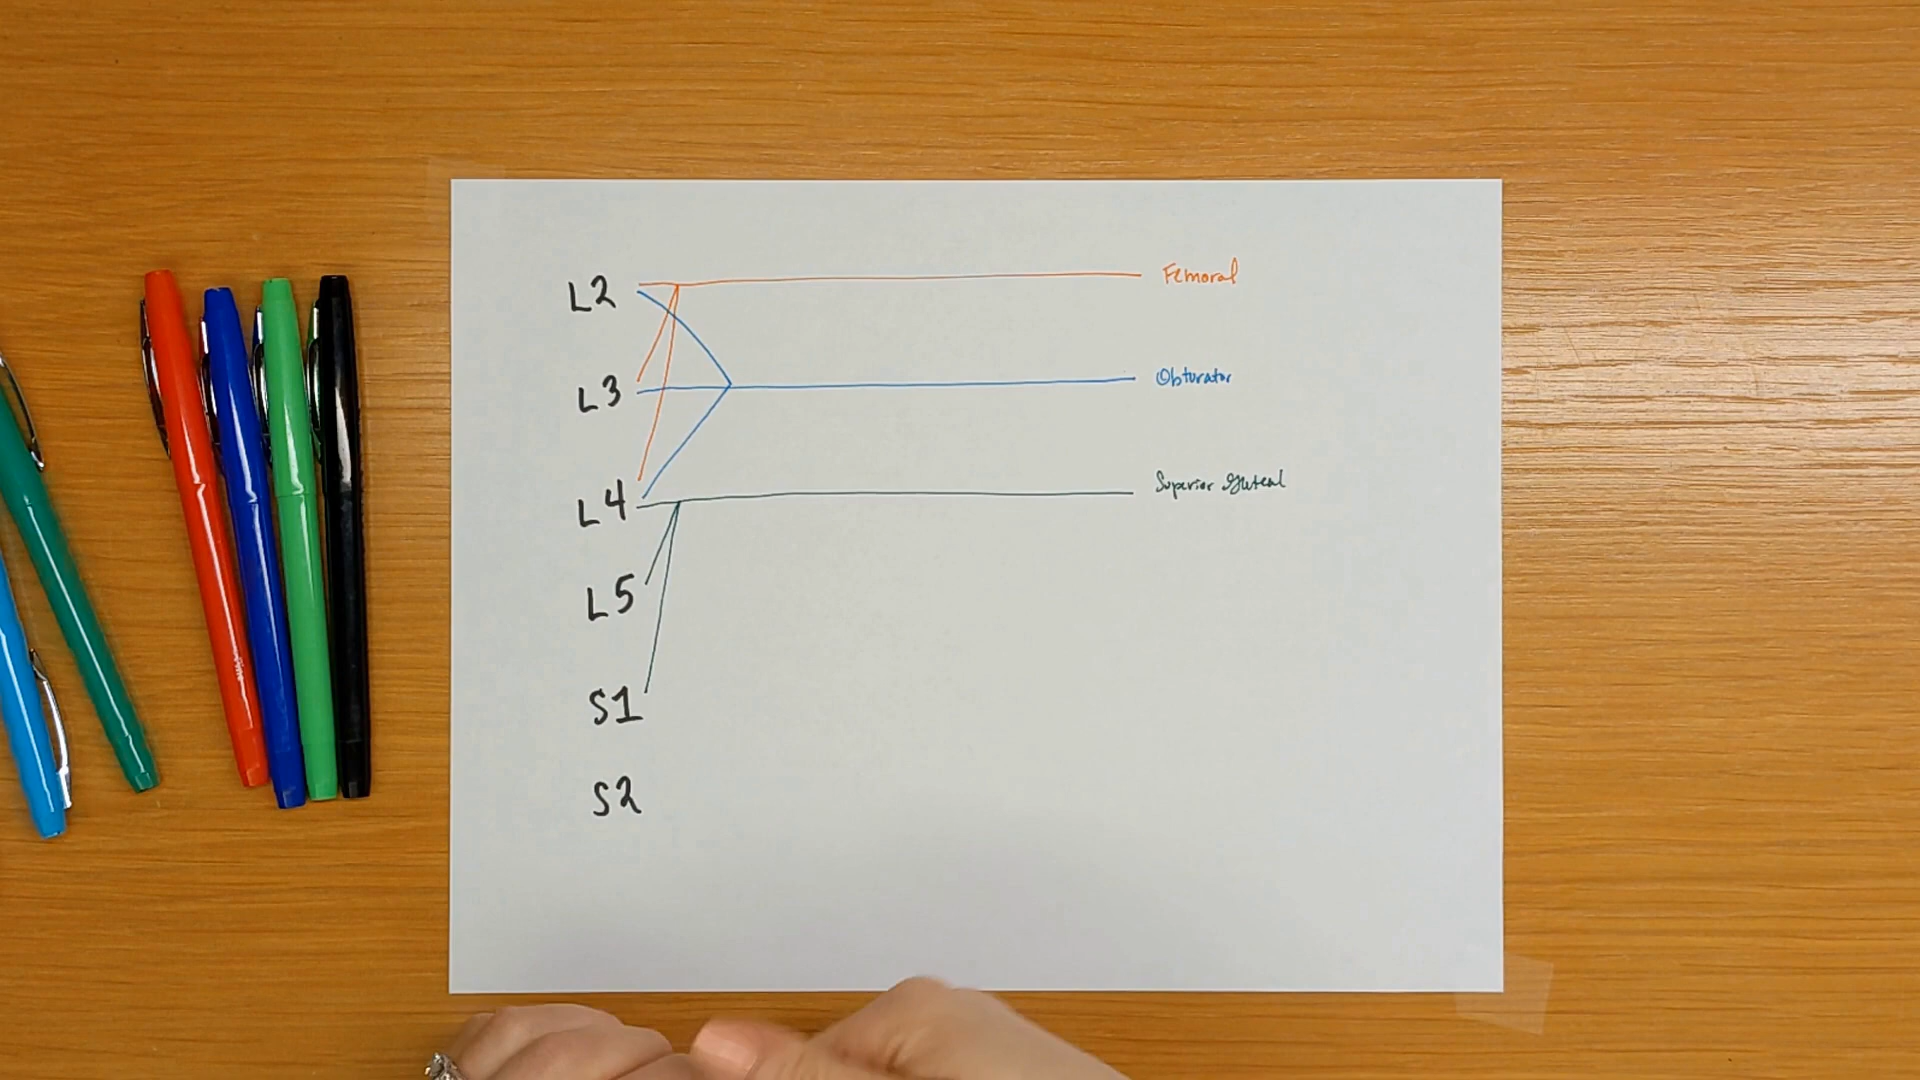 L2 Femoral
L3 Obturator
L4 Superior Gluteal
L5
S1
S2